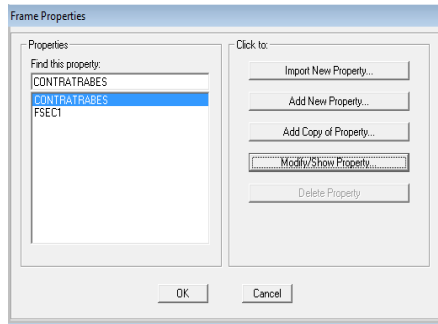 Frame Properties
Properties
Find this property:
CONTRATRABES
CONTRATRABES
FSEC1
Click to:
Import New Property...
Add New Property...
Add Copy of Property...
Modify/Show Property...
Delete Property
OK
Cancel